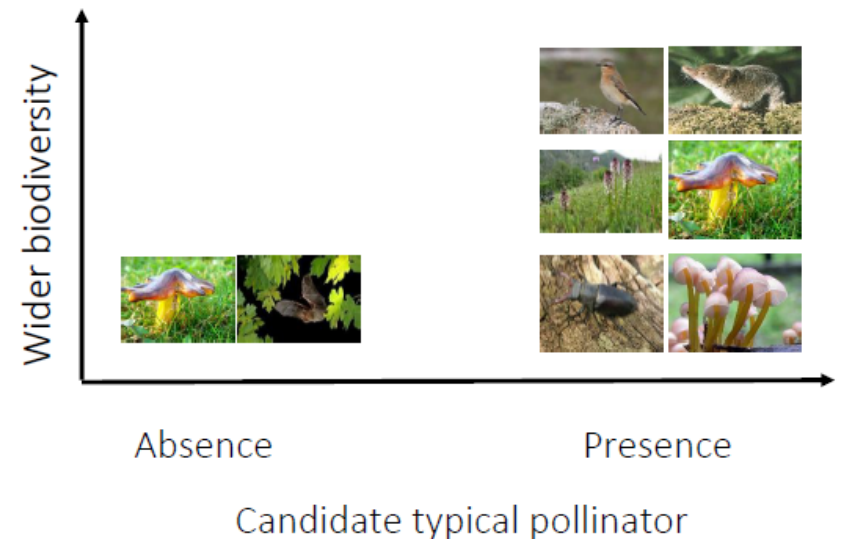 Wider biodiversity
Absence
Presence
Candidate typical pollinator